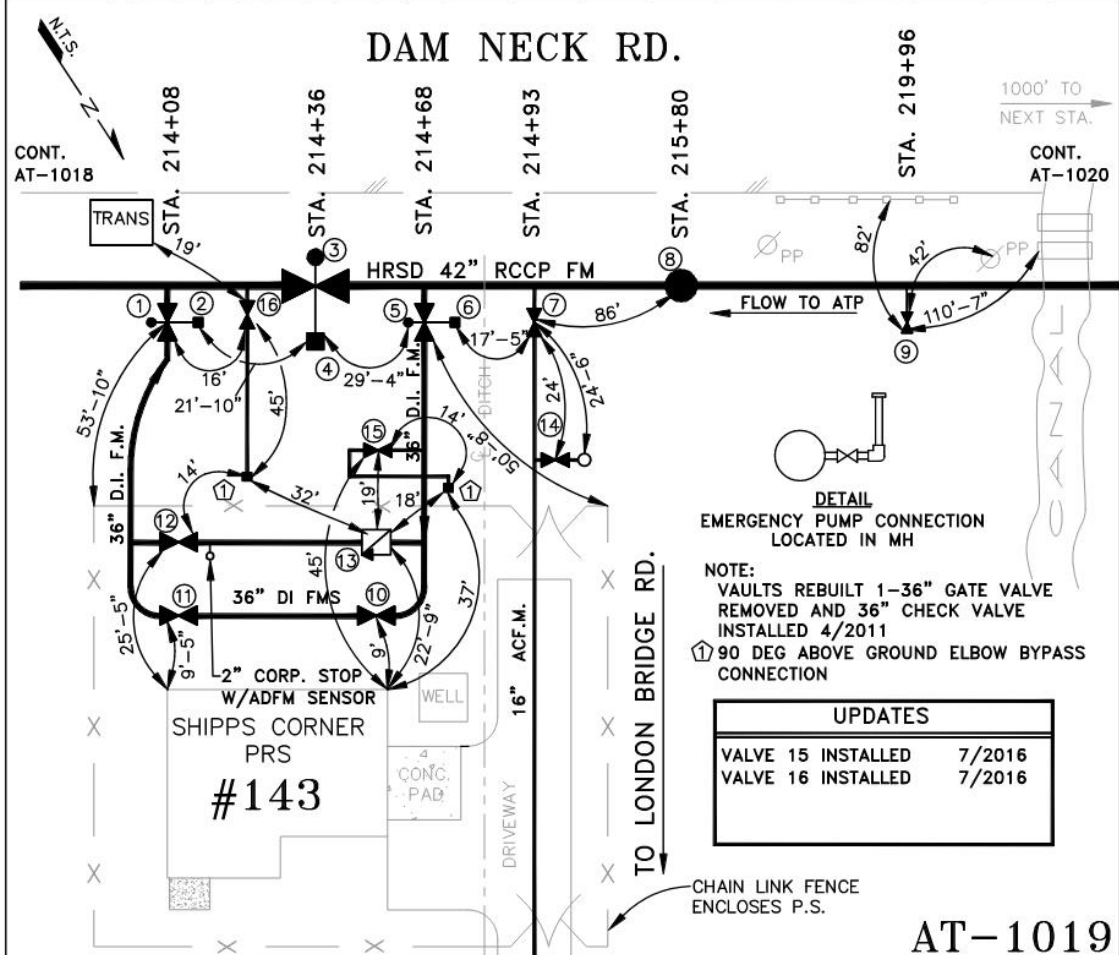 N.T.S.
N
DAM NECK RD.
STA. 214+08
STA. 214+36
STA. 214+68
STA. 214+93
STA. 215+80
STA. 219+96
1000' TO
NEXT STA.
CONT.
AT-1018
CONT.
AT-1020
TRANS
19'
3
HRSD 42" RCCP FM
8
82'
PP
42'
PP
1
2
16
5
6
7
86'
FLOW TO ATP
110'-7"
9
16'
21'-10"
4
29'-4"
17'-5"
53'-10"
45'
36" D.I. F.M.
36" D.I. F.M.
DITCH
24'
24'-6"
14
15
14'
50'-8"
CANAL
14'
1
32'
19'
18'
1
DETAIL
EMERGENCY PUMP CONNECTION
LOCATED IN MH
12
13
45'
37'
11
36" DI FMS
10
25'-5"
9'-5"
9'
22'-9"
2" CORP. STOP
W/ADFM SENSOR
WELL
16" ACF.M.
TO LONDON BRIDGE RD.
NOTE:
VAULTS REBUILT 1-36" GATE VALVE
REMOVED AND 36" CHECK VALVE
INSTALLED 4/2011
1 90 DEG ABOVE GROUND ELBOW BYPASS
CONNECTION
SHIPPS CORNER
PRS
#143
CONC.
PAD
DRIVEWAY
UPDATES
VALVE 15 INSTALLED 7/2016
VALVE 16 INSTALLED 7/2016
CHAIN LINK FENCE
ENCLOSES P.S.
AT-1019